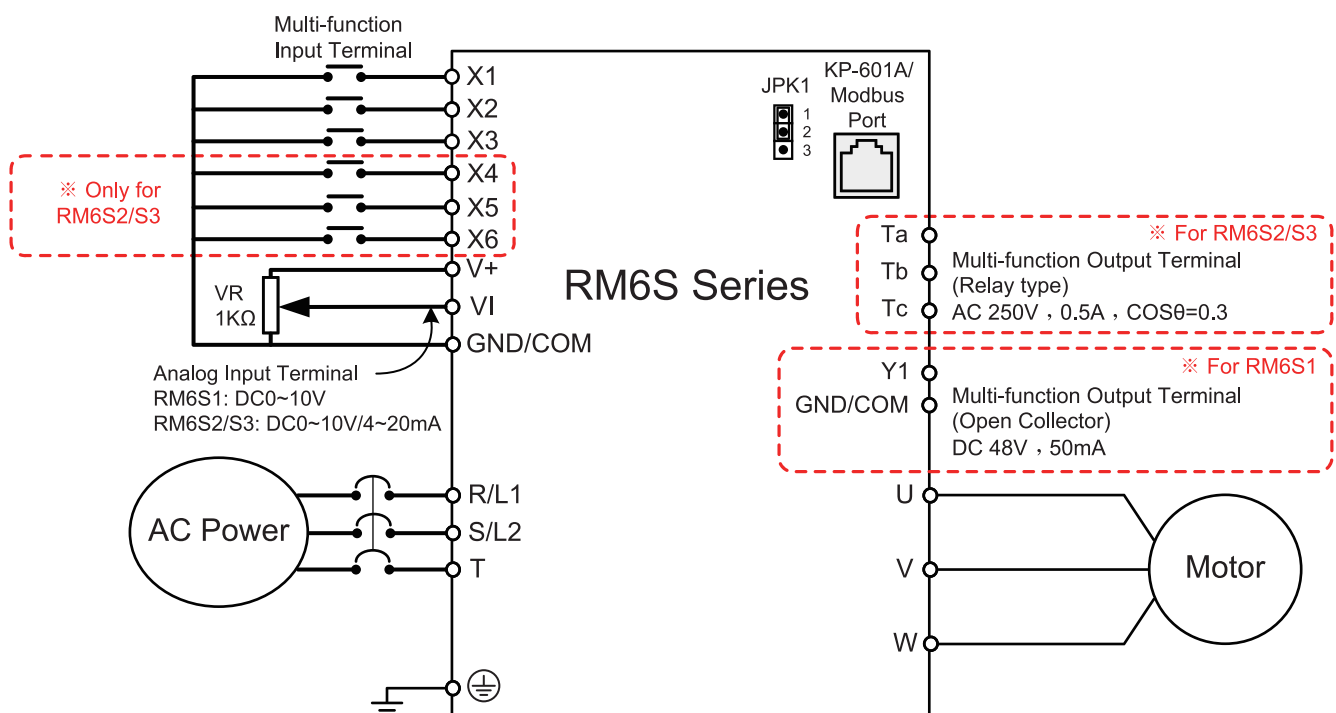 Multi-function
Input Terminal
X1
X2
X3
X4
X5
X6
※ Only for
RM6S2/S3
V+
VI
GND/COM
VR
1KΩ
Analog Input Terminal
RM6S1: DC0~10V
RM6S2/S3: DC0~10V/4~20mA
AC Power
R/L1
S/L2
T
RM6S Series
JPK1
1
2
3
KP-601A/
Modbus
Port
Ta
Tb
Tc
※ For RM6S2/S3
Multi-function Output Terminal
(Relay type)
AC 250V，0.5A，COSθ=0.3
Y1
GND/COM
※ For RM6S1
Multi-function Output Terminal
(Open Collector)
DC 48V，50mA
U
V
W
Motor